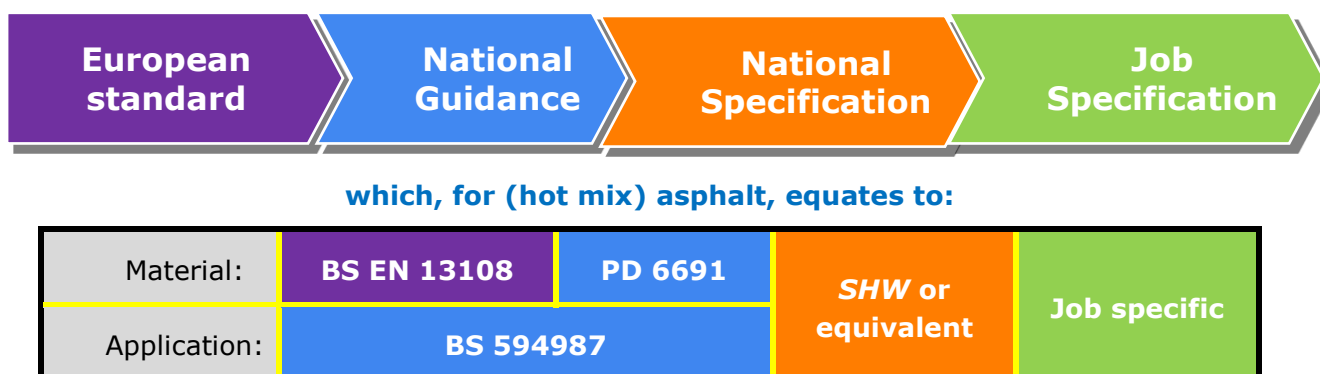 European
standard
National
Guidance
National
Specification
Job
Specification
which, for (hot mix) asphalt, equates to:
Material:
BS EN 13108
PD 6691
SHW or
equivalent
Job specific
Application:
BS 594987